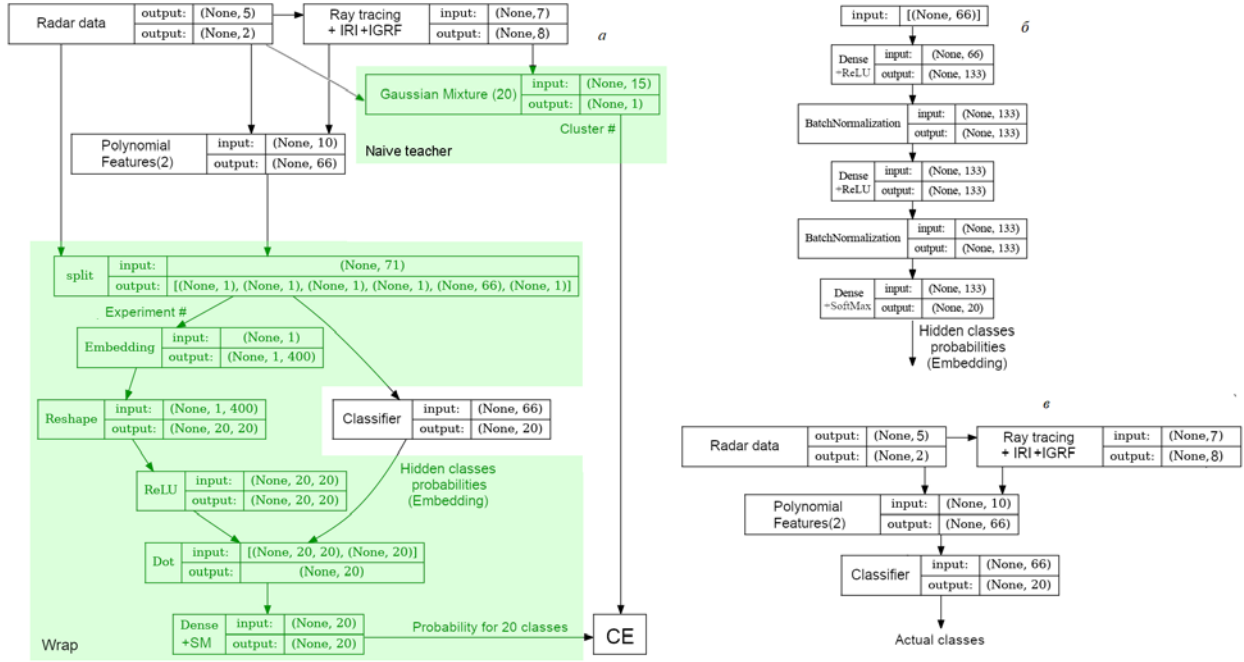 Radar data
output: (None, 5)
output: (None, 2)
Ray tracing
+ IRI +IGRF
input: (None,7)
output: (None,8)
а
Gaussian Mixture (20)
input: (None, 15)
output: (None, 1)
Cluster #
Naive teacher
Polynomial
Features(2)
input: (None, 10)
output: (None, 66)
split
input: (None, 71)
output: [(None, 1), (None, 1), (None, 1), (None, 1), (None, 66), (None, 1)]
Experiment #
Embedding
input: (None, 1)
output: (None, 1, 400)
Reshape
input: (None, 1, 400)
output: (None, 20, 20)
Classifier
input: (None, 66)
output: (None, 20)
Hidden classes
probabilities
(Embedding)
ReLU
input: (None, 20, 20)
output: (None, 20, 20)
Dot
input: [(None, 20, 20), (None, 20)]
output: (None, 20)
Dense
+SM
input: (None, 20)
output: (None, 20)
Probability for 20 classes
CE
Wrap
input: [(None, 66)]
б
Dense
+ReLU
input: (None, 66)
output: (None, 133)
BatchNormalization
input: (None, 133)
output: (None, 133)
Dense
+ReLU
input: (None, 133)
output: (None, 133)
BatchNormalization
input: (None, 133)
output: (None, 133)
Dense
+SoftMax
input: (None, 133)
output: (None, 20)
Hidden classes
probabilities
(Embedding)
в
Radar data
output: (None, 5)
output: (None, 2)
Ray tracing
+ IRI +IGRF
input: (None,7)
output: (None,8)
Polynomial
Features(2)
input: (None, 10)
output: (None, 66)
Classifier
input: (None, 66)
output: (None, 20)
Actual classes